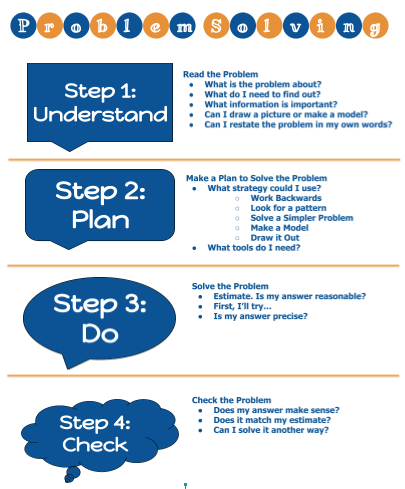 Problem Solving
Step 1:
Understand
Read the Problem
● What is the problem about?
● What do I need to find out?
● What information is important?
● Can I draw a picture or make a model?
● Can I restate the problem in my own words?
Step 2:
Plan
Make a Plan to Solve the Problem
● What strategy could I use?
○ Work Backwards
○ Look for a pattern
○ Solve a Simpler Problem
○ Make a Model
○ Draw it Out
● What tools do I need?
Step 3:
Do
Solve the Problem
● Estimate. Is my answer reasonable?
● First, I'll try...
● Is my answer precise?
Step 4:
Check
Check the Problem
● Does my answer make sense?
● Does it match my estimate?
● Can I solve it another way?